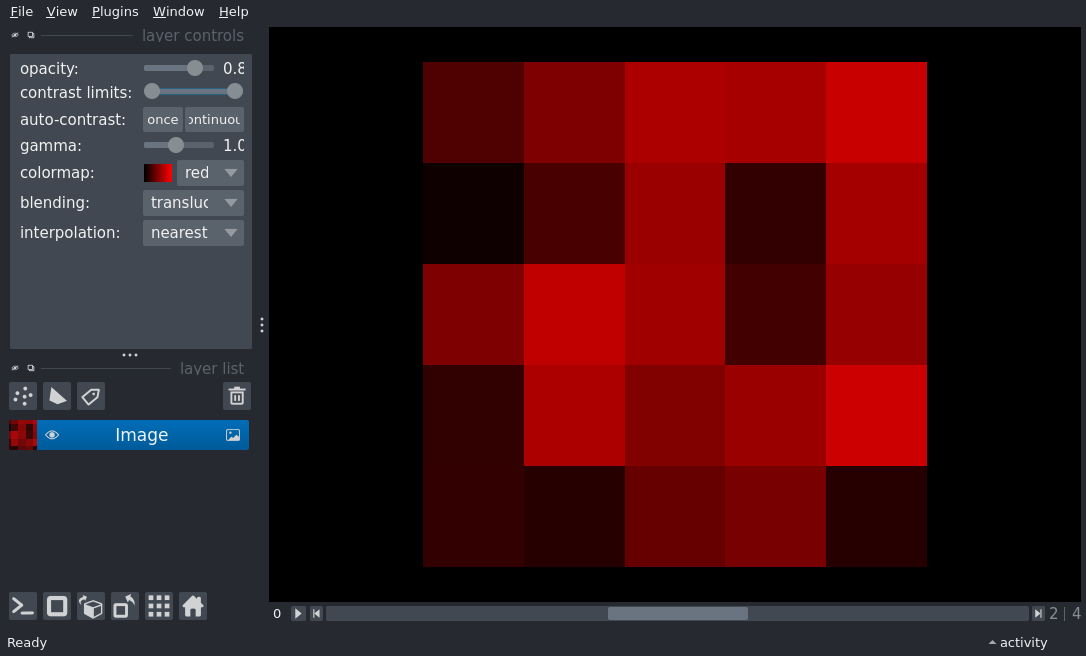 File View Plugins Window Help
layer controls
opacity: 0.8
contrast limits:
auto-contrast: once ontinuou
gamma: 1.0
colormap: red
blending: transluc
interpolation: nearest
layer list
Image
0 2 | 4
Ready activity